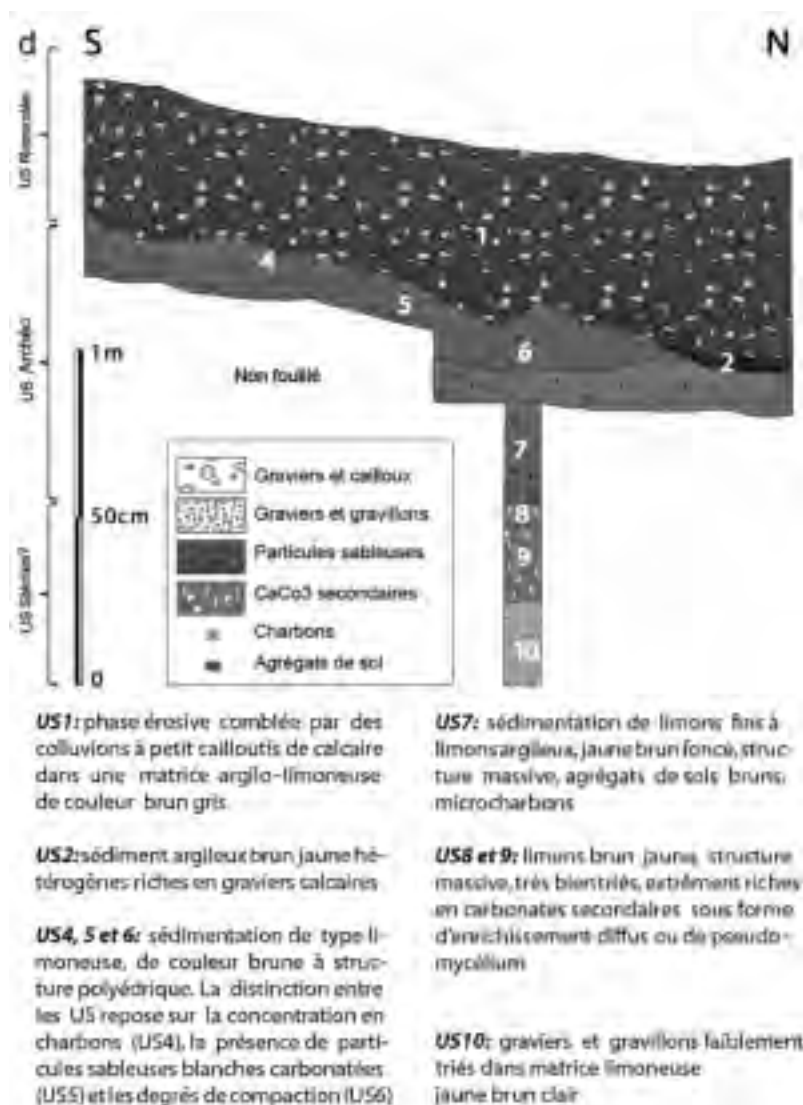 d S N
US Récentes
1
4
5
US Archéo
1m
6
2
Non fouillé
7
Graviers et cailloux
50cm
8
Graviers et gravillons
9
Particules sableuses
CaCo3 secondaires
Charbons
10
Agrégats de sol
0
US1: phase érosive comblée par des
colluvions à petit cailloutis de calcaire
dans une matrice argilo-limoneuse
de couleur brun gris.
US2: sédiment argileux brun jaune hé-
térogènes riches en graviers calcaires
US4, 5 et 6: sédimentation de type li-
moneuse, de couleur brune à struc-
ture polyédrique. La distinction entre
les US repose sur la concentration en
charbons (US4), la présence de parti-
cules sableuses blanches carbonatées
(US5) et les degrés de compaction (US6)
US7: sédimentation de limons fins à
limons argileux, jaune brun foncé, struc-
ture massive, agrégats de sols bruns,
microcharbons
US8 et 9: limons brun jaune, structure
massive, très bien triés, extrêment riches
en carbonates secondaires sous forme
d'enrichissement diffus ou de pseudo-
mycélium
US10: graviers et gravillons faiblement
triés dans matrice limoneuse
jaune brun clair